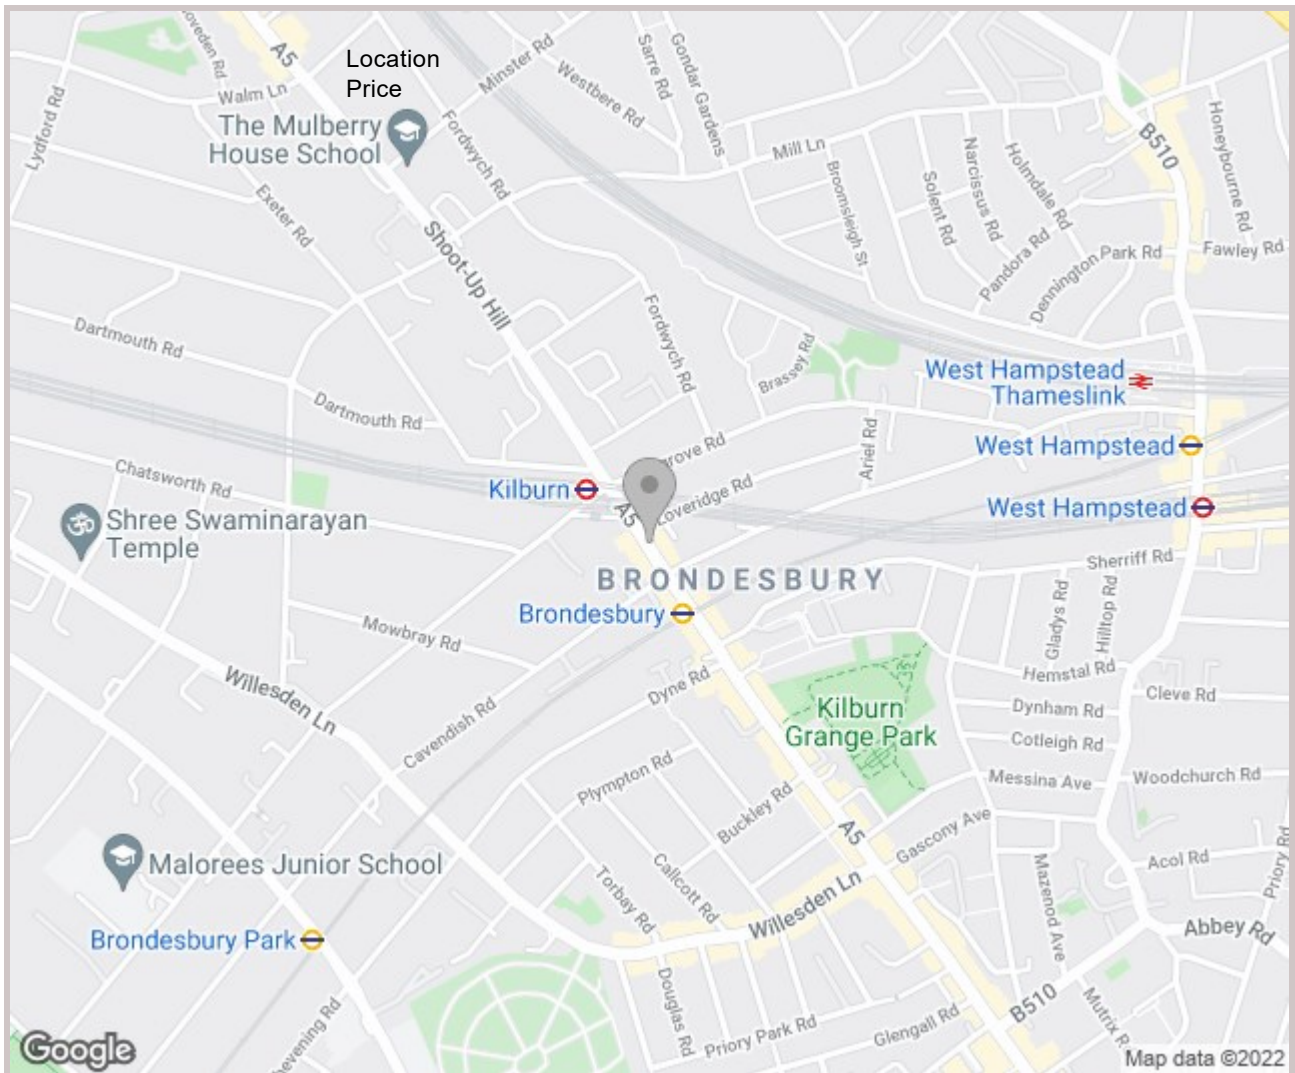 Location
Price
A5
oveden Rd
Walm Ln
Lydford Rd
The Mulberry
House School
Minster Rd
Fordwych Rd
Westbere Rd
Sarre Rd
Gondar Gardens
Mill Ln
Broomsleigh St
Solent Rd
Narcissus Rd
Holmdale Rd
Pandora Rd
Dennington Park Rd
B510
Honeybourne Rd
Fawley Rd
Exeter Rd
Shoot-Up Hill
Fordwych Rd
Brassey Rd
Dartmouth Rd
Dartmouth Rd
West Hampstead
Thameslink
West Hampstead
West Hampstead
Ariel Rd
grove Rd
Loveridge Rd
Kilburn
A5
Chatsworth Rd
Shree Swaminarayan
Temple
BRONDESBURY
Brondesbury
Sherriff Rd
Gladys Rd
Hilltop Rd
Mowbray Rd
Willesden Ln
Cavendish Rd
Dyne Rd
Kilburn
Grange Park
Hemstal Rd
Cleve Rd
Dynham Rd
Cotleigh Rd
Messina Ave
Woodchurch Rd
Plympton Rd
Buckley Rd
A5
Gascony Ave
Acol Rd
Priory Rd
Mazenod Ave
Abbey Rd
Malorees Junior School
Callcott Rd
Torbay Rd
Willesden Ln
Brondesbury Park
Douglas Rd
Priory Park Rd
Glengall Rd
B510
Mutrix R
hevening Rd
Google
Map data ©2022